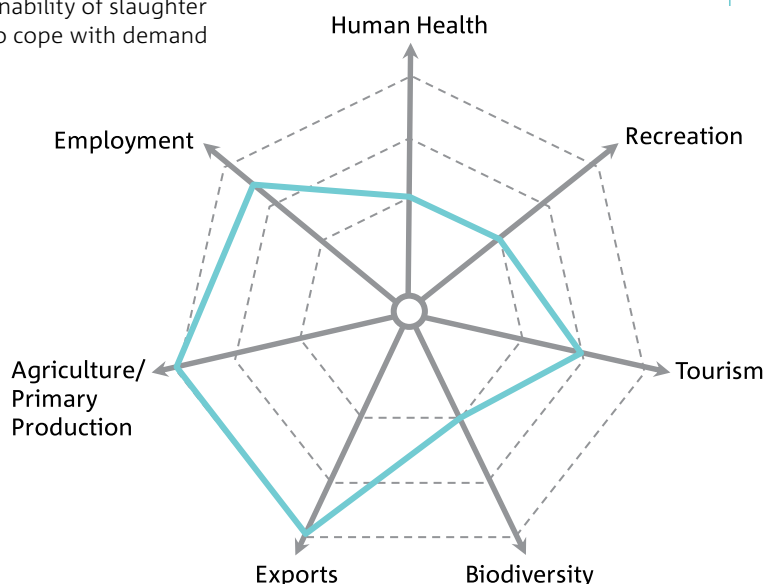 nability of slaughter
o cope with demand
Human Health
Employment
Recreation
Agriculture/
Primary
Production
Tourism
Exports
Biodiversity